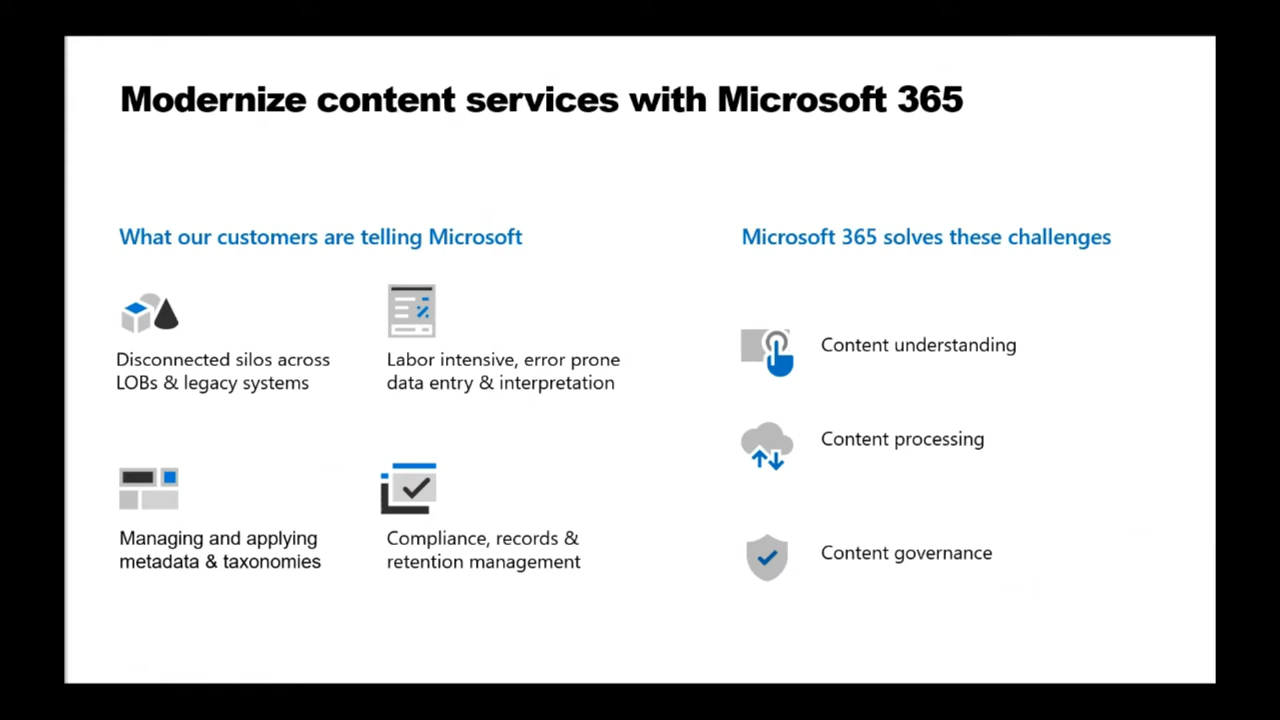 Modernize content services with Microsoft 365
What our customers are telling Microsoft
Disconnected silos across
LOBs & legacy systems
Labor intensive, error prone
data entry & interpretation
Managing and applying
metadata & taxonomies
Compliance, records &
retention management
Microsoft 365 solves these challenges
Content understanding
Content processing
Content governance